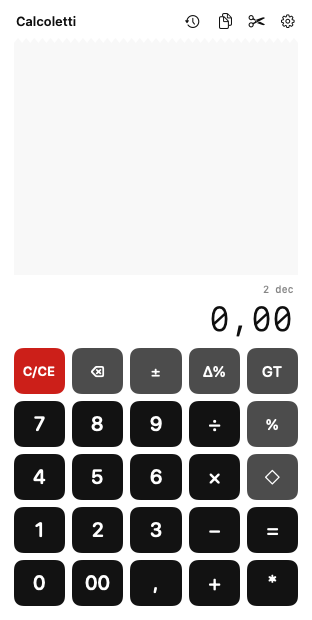 Calcoletti
2 dec
0,00
C/CE ± Δ% GT
7 8 9 ÷ %
4 5 6 × ◇
1 2 3 − =
0 00 , + *